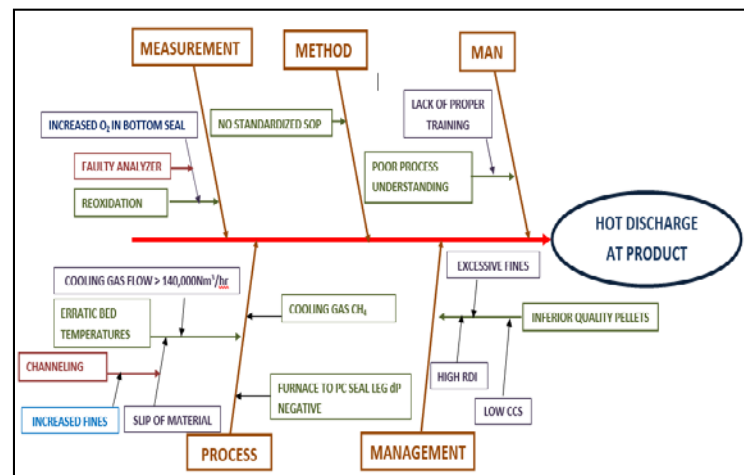 MEASUREMENT
METHOD
MAN
INCREASED O₂ IN BOTTOM SEAL
FAULTY ANALYZER
REOXIDATION
NO STANDARDIZED SOP
LACK OF PROPER
TRAINING
POOR PROCESS
UNDERSTANDING
HOT DISCHARGE
AT PRODUCT
COOLING GAS FLOW > 140,000Nm³/hr
ERRATIC BED
TEMPERATURES
CHANNELING
INCREASED FINES
SLIP OF MATERIAL
COOLING GAS CH₄
FURNACE TO PC SEAL LEG dP
NEGATIVE
EXCESSIVE FINES
INFERIOR QUALITY PELLETS
HIGH RDI
LOW CCS
PROCESS
MANAGEMENT